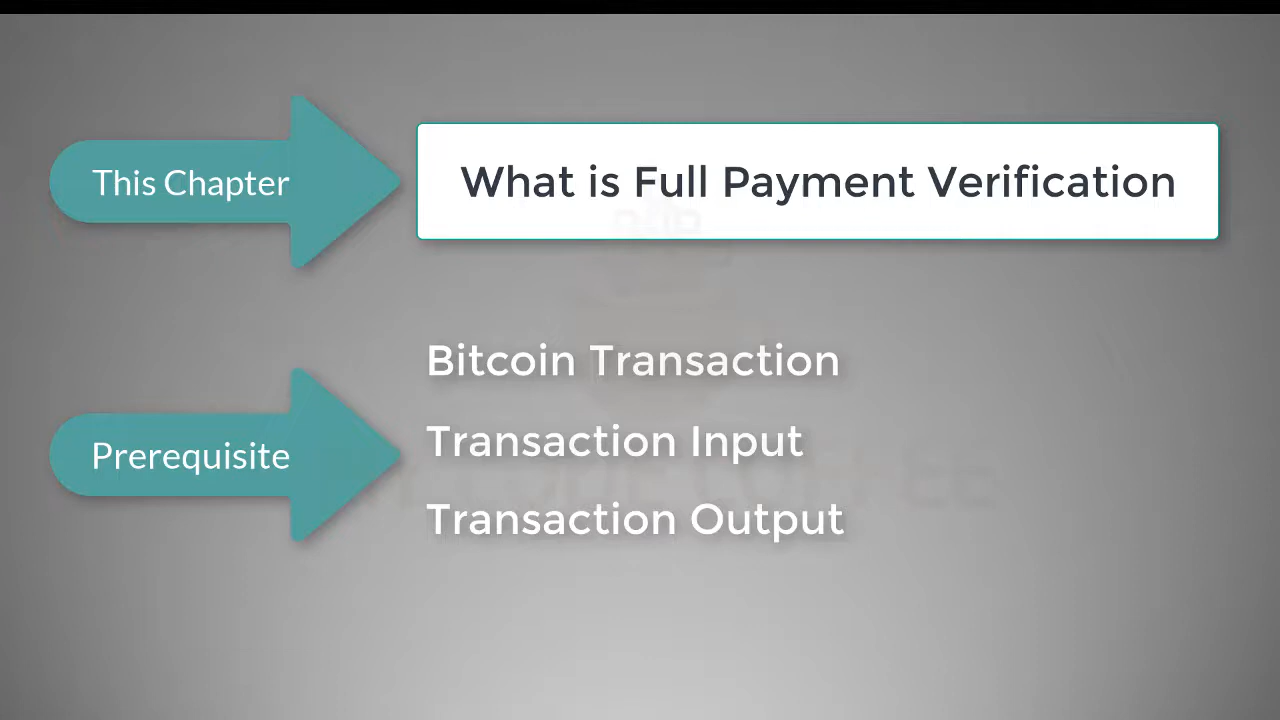 This Chapter
What is Full Payment Verification
Prerequisite
Bitcoin Transaction
Transaction Input
Transaction Output